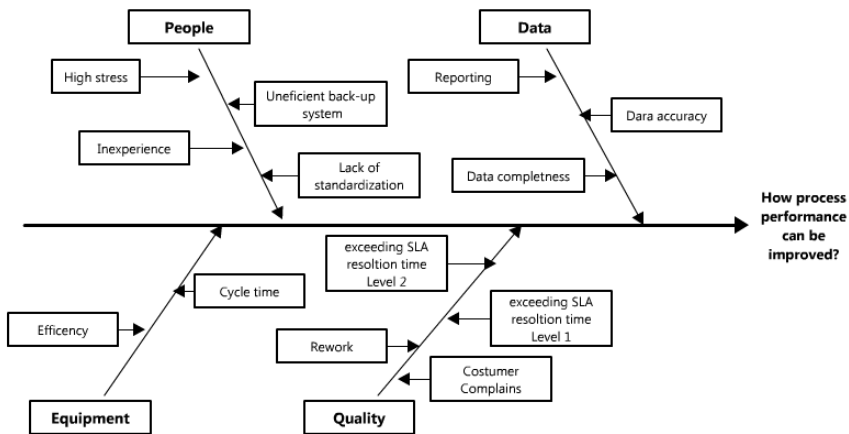 People
Data
High stress
Reporting
Uneficient back-up
system
Dara accuracy
Inexperience
Lack of
standardization
Data completness
How process
performance
can be
improved?
exceeding SLA
resoltion time
Level 2
Cycle time
exceeding SLA
resoltion time
Level 1
Efficency
Rework
Costumer
Complains
Equipment
Quality